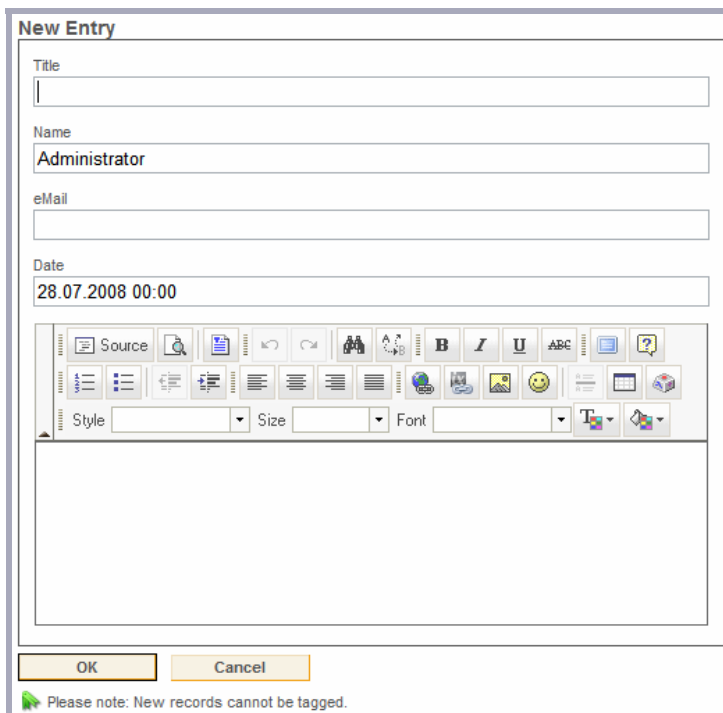 New Entry
Title
Name
Administrator
eMail
Date
28.07.2008 00:00
Source B I U ABC
Style Size Font
OK Cancel
Please note: New records cannot be tagged.